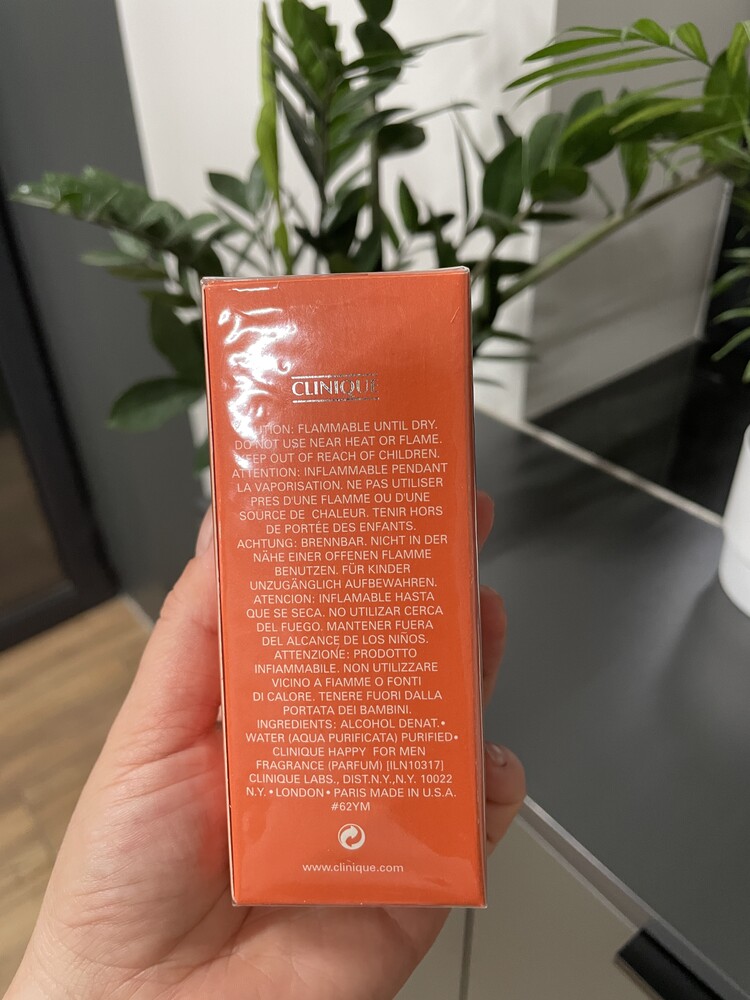 CLINIQUE
CAUTION: FLAMMABLE UNTIL DRY.
DO NOT USE NEAR HEAT OR FLAME.
KEEP OUT OF REACH OF CHILDREN.
ATTENTION: INFLAMMABLE PENDANT
LA VAPORISATION. NE PAS UTILISER
PRES D'UNE FLAMME OU D'UNE
SOURCE DE CHALEUR. TENIR HORS
DE PORTÉE DES ENFANTS.
ACHTUNG: BRENNBAR. NICHT IN DER
NÄHE EINER OFFENEN FLAMME
BENUTZEN. FÜR KINDER
UNZUGÄNGLICH AUFBEWAHREN.
ATENCION: INFLAMABLE HASTA
QUE SE SECA. NO UTILIZAR CERCA
DEL FUEGO. MANTENER FUERA
DEL ALCANCE DE LOS NIÑOS.
ATTENZIONE: PRODOTTO
INFIAMMABILE. NON UTILIZZARE
VICINO A FIAMME O FONTI
DI CALORE. TENERE FUORI DALLA
PORTATA DEI BAMBINI.
INGREDIENTS: ALCOHOL DENAT.•
WATER (AQUA PURIFICATA) PURIFIED•
CLINIQUE HAPPY FOR MEN
FRAGRANCE (PARFUM) [ILN10317]
CLINIQUE LABS., DIST.N.Y.,N.Y. 10022
N.Y.•LONDON•PARIS MADE IN U.S.A.
#62YM
www.clinique.com